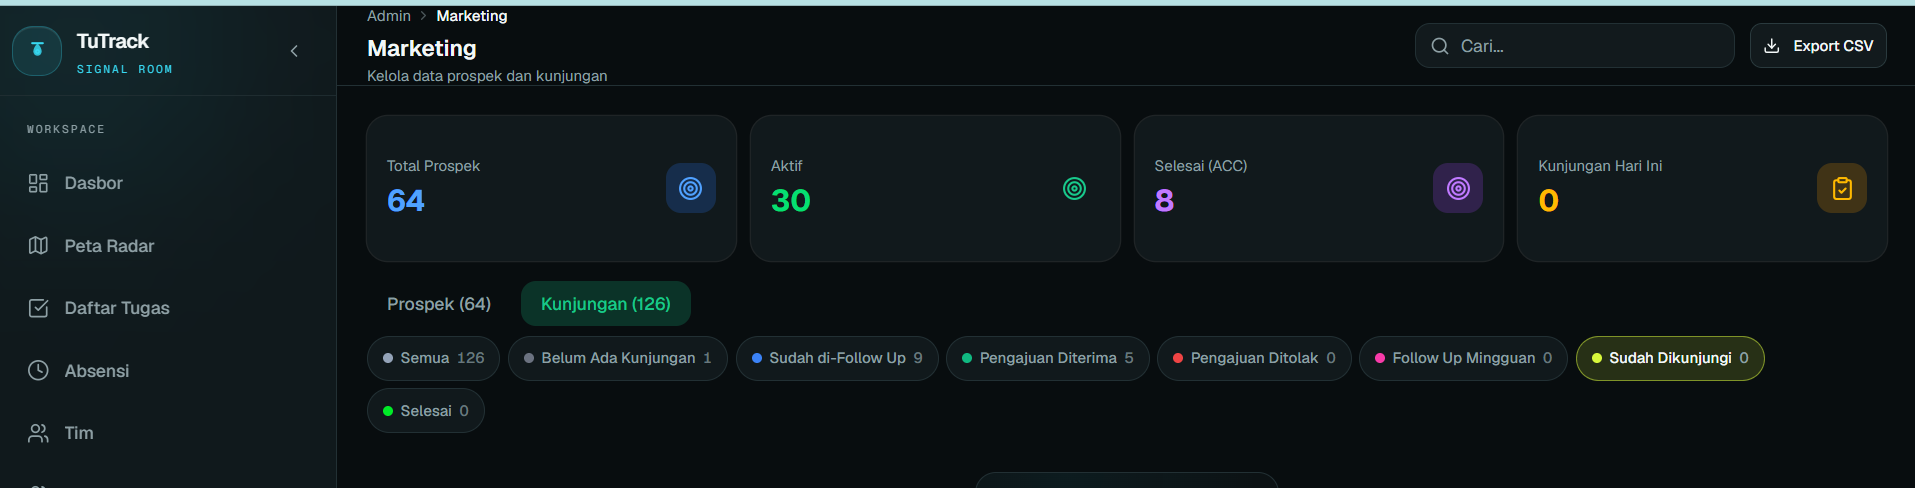 TuTrack
SIGNAL ROOM
WORKSPACE
Dasbor
Peta Radar
Daftar Tugas
Absensi
Tim
Admin > Marketing
Marketing
Kelola data prospek dan kunjungan
Cari...
Export CSV
Total Prospek
64
Aktif
30
Selesai (ACC)
8
Kunjungan Hari Ini
0
Prospek (64)
Kunjungan (126)
Semua 126
Belum Ada Kunjungan 1
Sudah di-Follow Up 9
Pengajuan Diterima 5
Pengajuan Ditolak 0
Follow Up Mingguan 0
Sudah Dikunjungi 0
Selesai 0